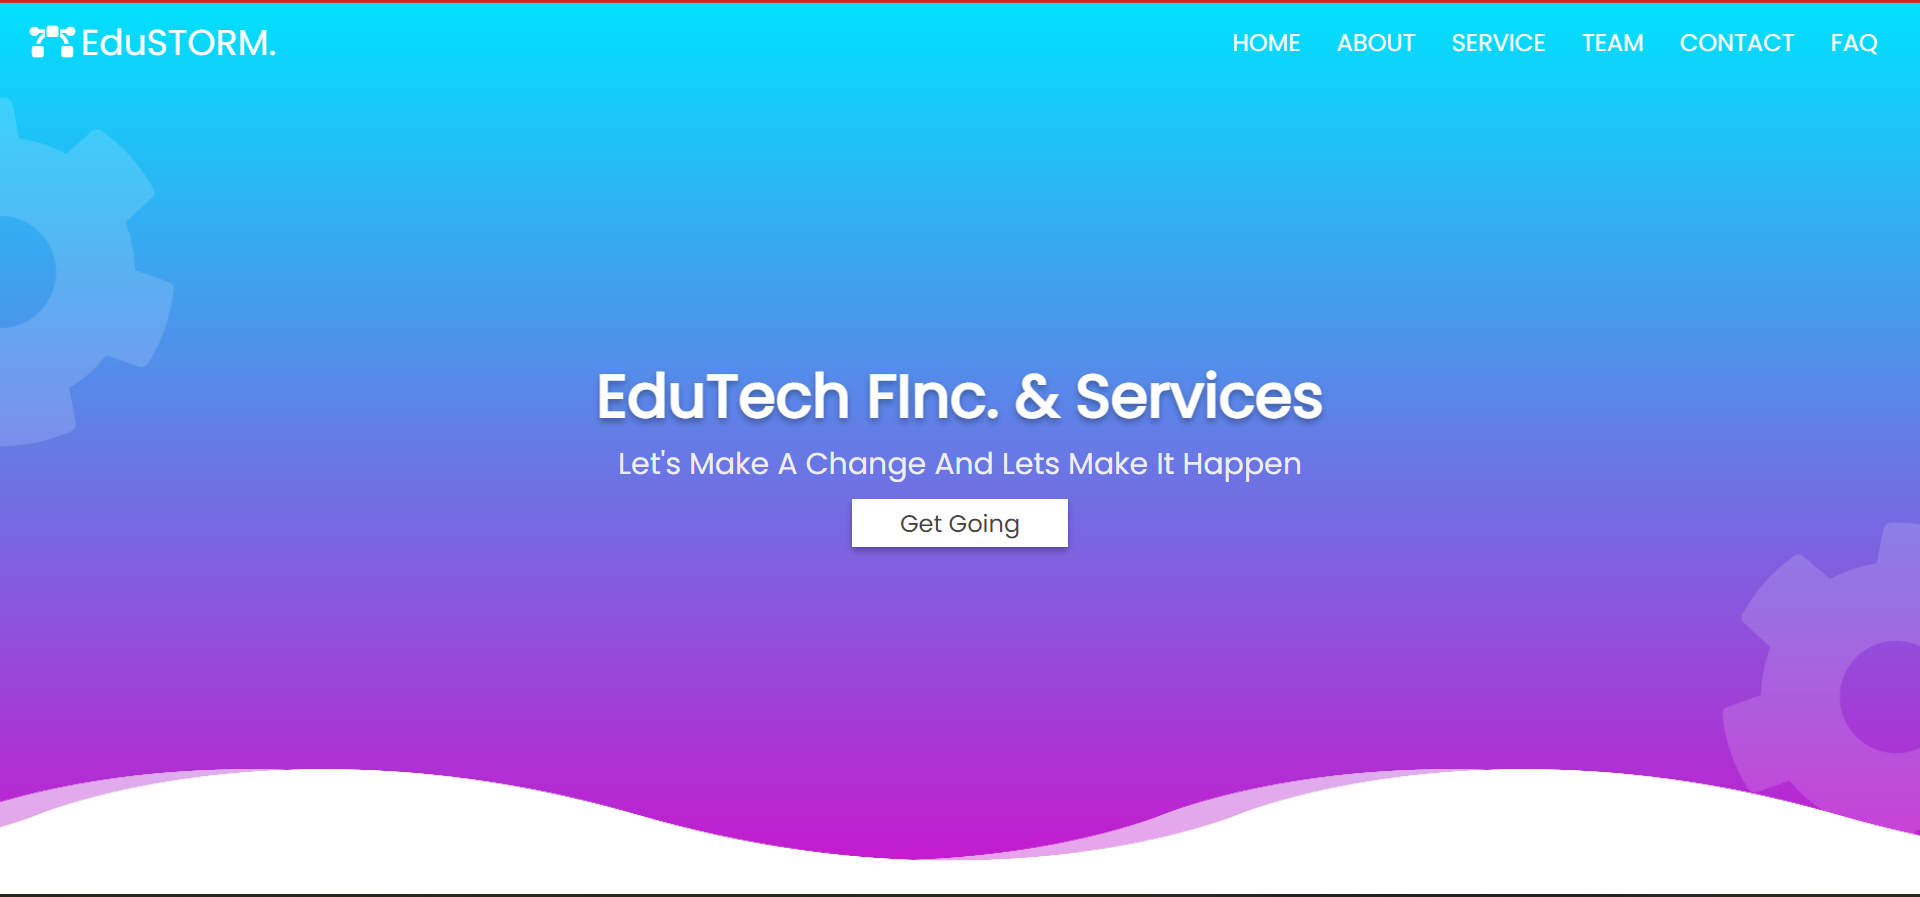 EduSTORM.
HOME ABOUT SERVICE TEAM CONTACT FAQ
EduTech FInc. & Services
Let's Make A Change And Lets Make It Happen
Get Going